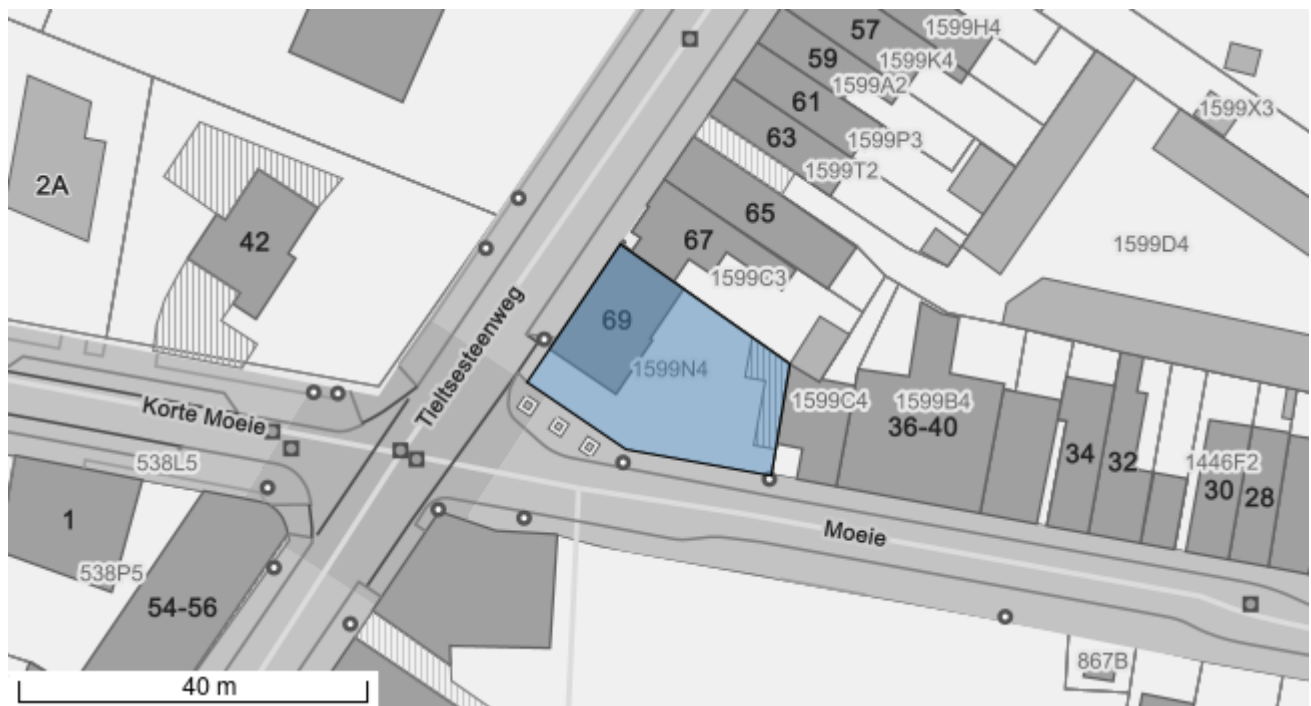 57
1599H4
59
1599K4
1599A2
61
1599X3
63
1599P3
1599T2
2A
65
42
67
1599D4
1599C3
Tieltsesteenweg
69
1599N4
1599C4
1599B4
Korte Moeie
36-40
34
32
538L5
1446F2
30
28
1
Moeie
538P5
54-56
867B
40 m